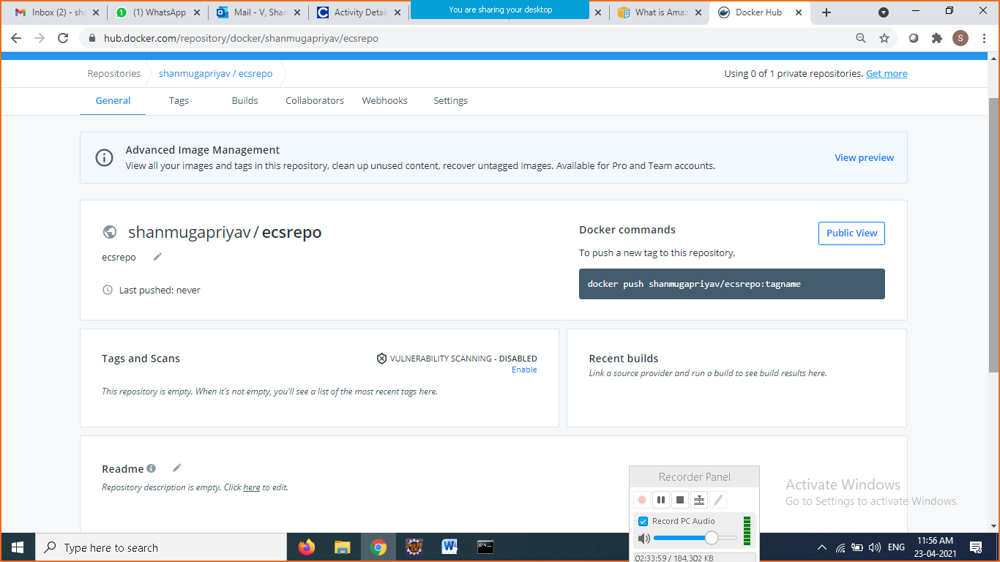 Inbox (2) - sha
(1) WhatsApp
Mail - V, Shan
Activity Detail
You are sharing your desktop
What is Amaz
Docker Hub
hub.docker.com/repository/docker/shanmugapriyav/ecsrepo
S
Repositories
shanmugapriyav / ecsrepo
Using 0 of 1 private repositories. Get more
General
Tags
Builds
Collaborators
Webhooks
Settings
Advanced Image Management
View all your images and tags in this repository, clean up unused content, recover untagged images. Available for Pro and Team accounts.
View preview
shanmugapriyav / ecsrepo
ecsrepo
Last pushed: never
Docker commands
Public View
To push a new tag to this repository,
docker push shanmugapriyav/ecsrepo:tagname
Tags and Scans
VULNERABILITY SCANNING - DISABLED
Enable
This repository is empty. When it's not empty, you'll see a list of the most recent tags here.
Recent builds
Link a source provider and run a build to see build results here.
Readme
Repository description is empty. Click here to edit.
Recorder Panel
Record PC Audio
02:33:59 / 184,302 KB
Activate Windows
Go to Settings to activate Windows.
Type here to search
ENG
11:56 AM
23-04-2021